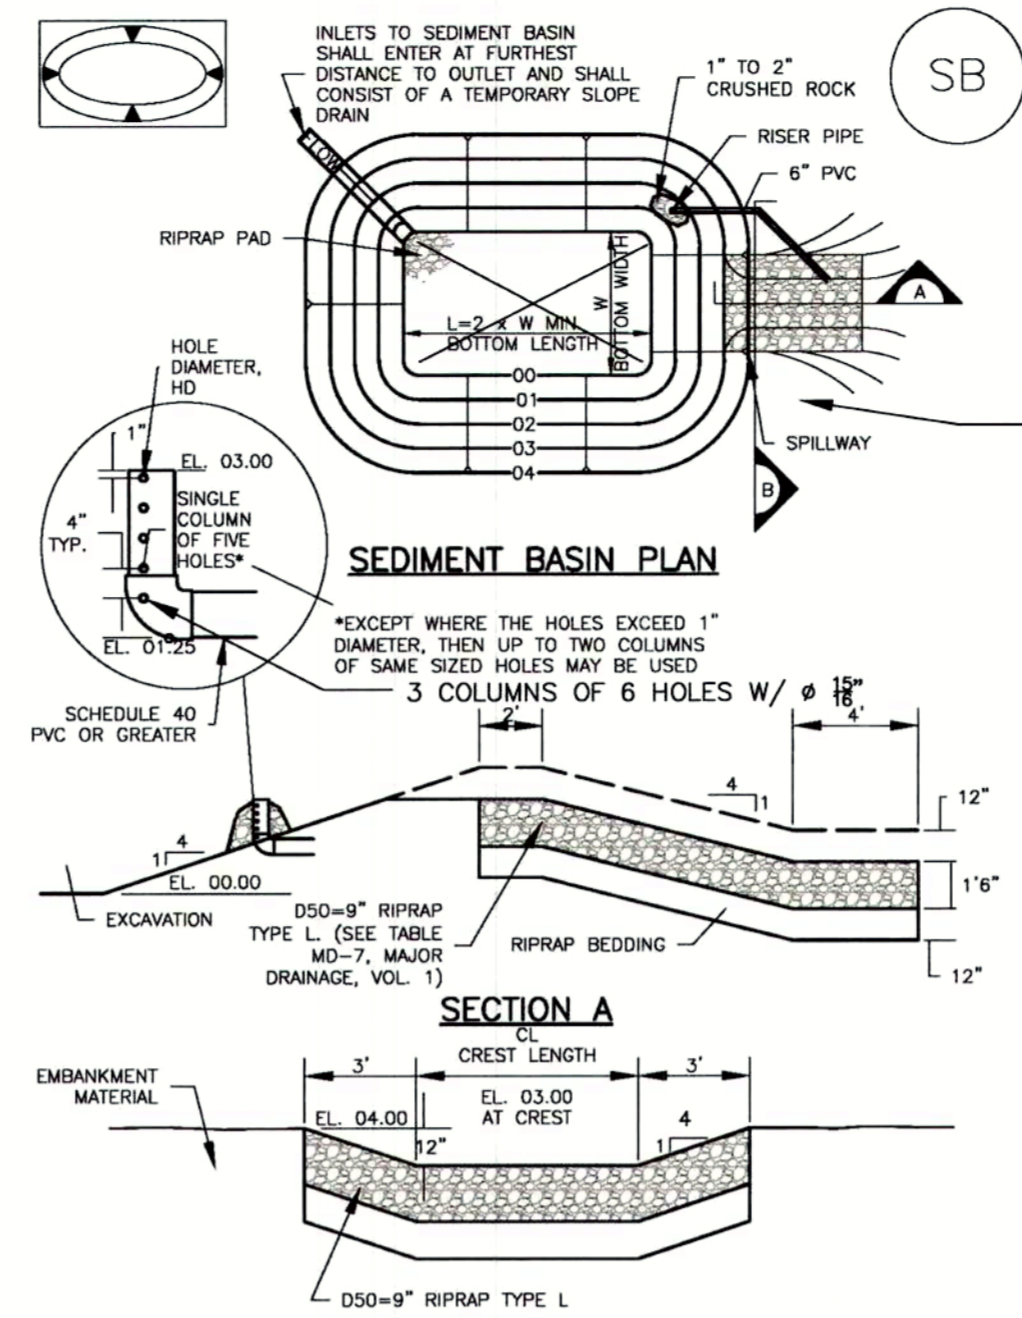 INLETS TO SEDIMENT BASIN
SHALL ENTER AT FURTHEST
DISTANCE TO OUTLET AND SHALL
CONSIST OF A TEMPORARY SLOPE
DRAIN
1" TO 2"
CRUSHED ROCK
SB
RISER PIPE
6" PVC
FLOW
RIPRAP PAD
W
BOTTOM WIDTH
L=2 x W MIN.
BOTTOM LENGTH
A
00
01
02
03
04
SPILLWAY
B
HOLE
DIAMETER,
HD
1"
EL. 03.00
4"
TYP.
SINGLE
COLUMN
OF FIVE
HOLES*
EL. 01.25
SEDIMENT BASIN PLAN
*EXCEPT WHERE THE HOLES EXCEED 1"
DIAMETER, THEN UP TO TWO COLUMNS
OF SAME SIZED HOLES MAY BE USED
3 COLUMNS OF 6 HOLES W/ ø 15/16"
SCHEDULE 40
PVC OR GREATER
2'
4'
4
1
12"
4
1
EL. 00.00
1'6"
EXCAVATION
D50=9" RIPRAP
TYPE L. (SEE TABLE
MD-7, MAJOR
DRAINAGE, VOL. 1)
RIPRAP BEDDING
12"
SECTION A
CL
CREST LENGTH
3'
3'
EMBANKMENT
MATERIAL
EL. 04.00
EL. 03.00
AT CREST
12"
4
1
D50=9" RIPRAP TYPE L